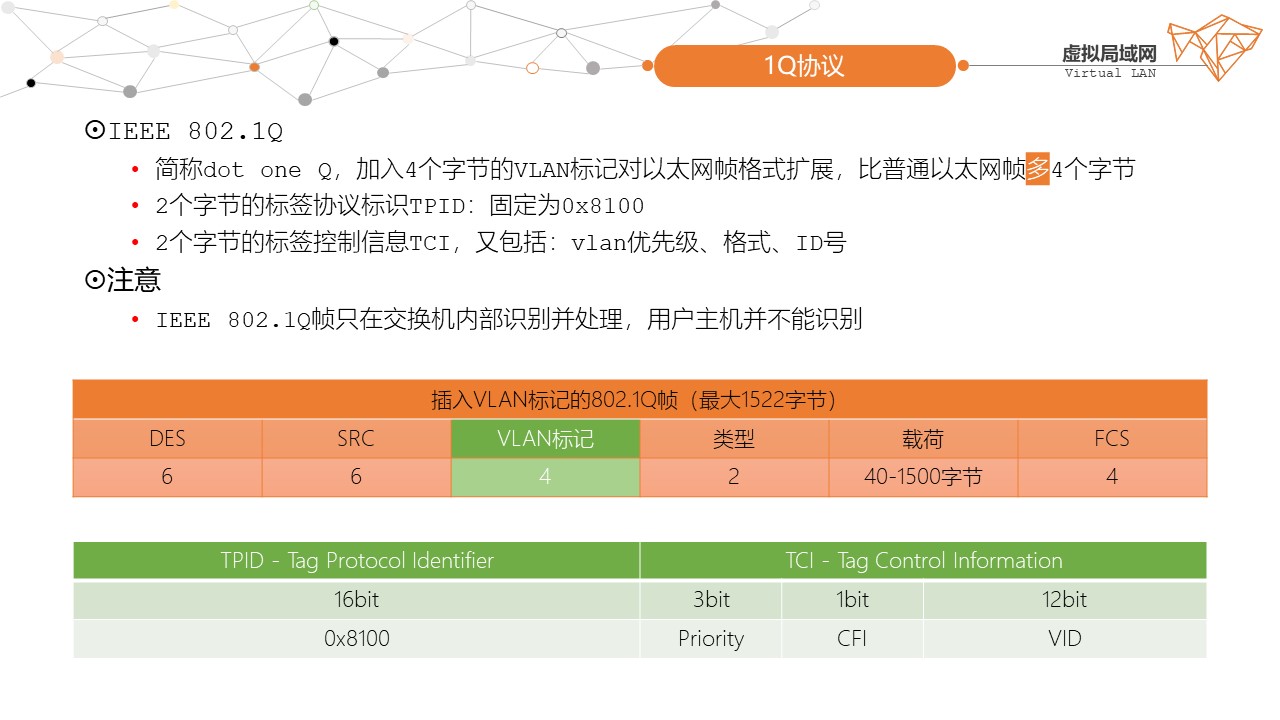 1Q协议
虚拟局域网
Virtual LAN
IEEE 802.1Q
• 简称dot one Q，加入4个字节的VLAN标记对以太网帧格式扩展，比普通以太网帧多4个字节
• 2个字节的标签协议标识TPID：固定为0x8100
• 2个字节的标签控制信息TCI，又包括：vlan优先级、格式、ID号
注意
• IEEE 802.1Q帧只在交换机内部识别并处理，用户主机并不能识别
插入VLAN标记的802.1Q帧（最大1522字节）
DES SRC VLAN标记 类型 载荷 FCS
6 6 4 2 40-1500字节 4
TPID - Tag Protocol Identifier TCI - Tag Control Information
16bit 3bit 1bit 12bit
0x8100 Priority CFI VID